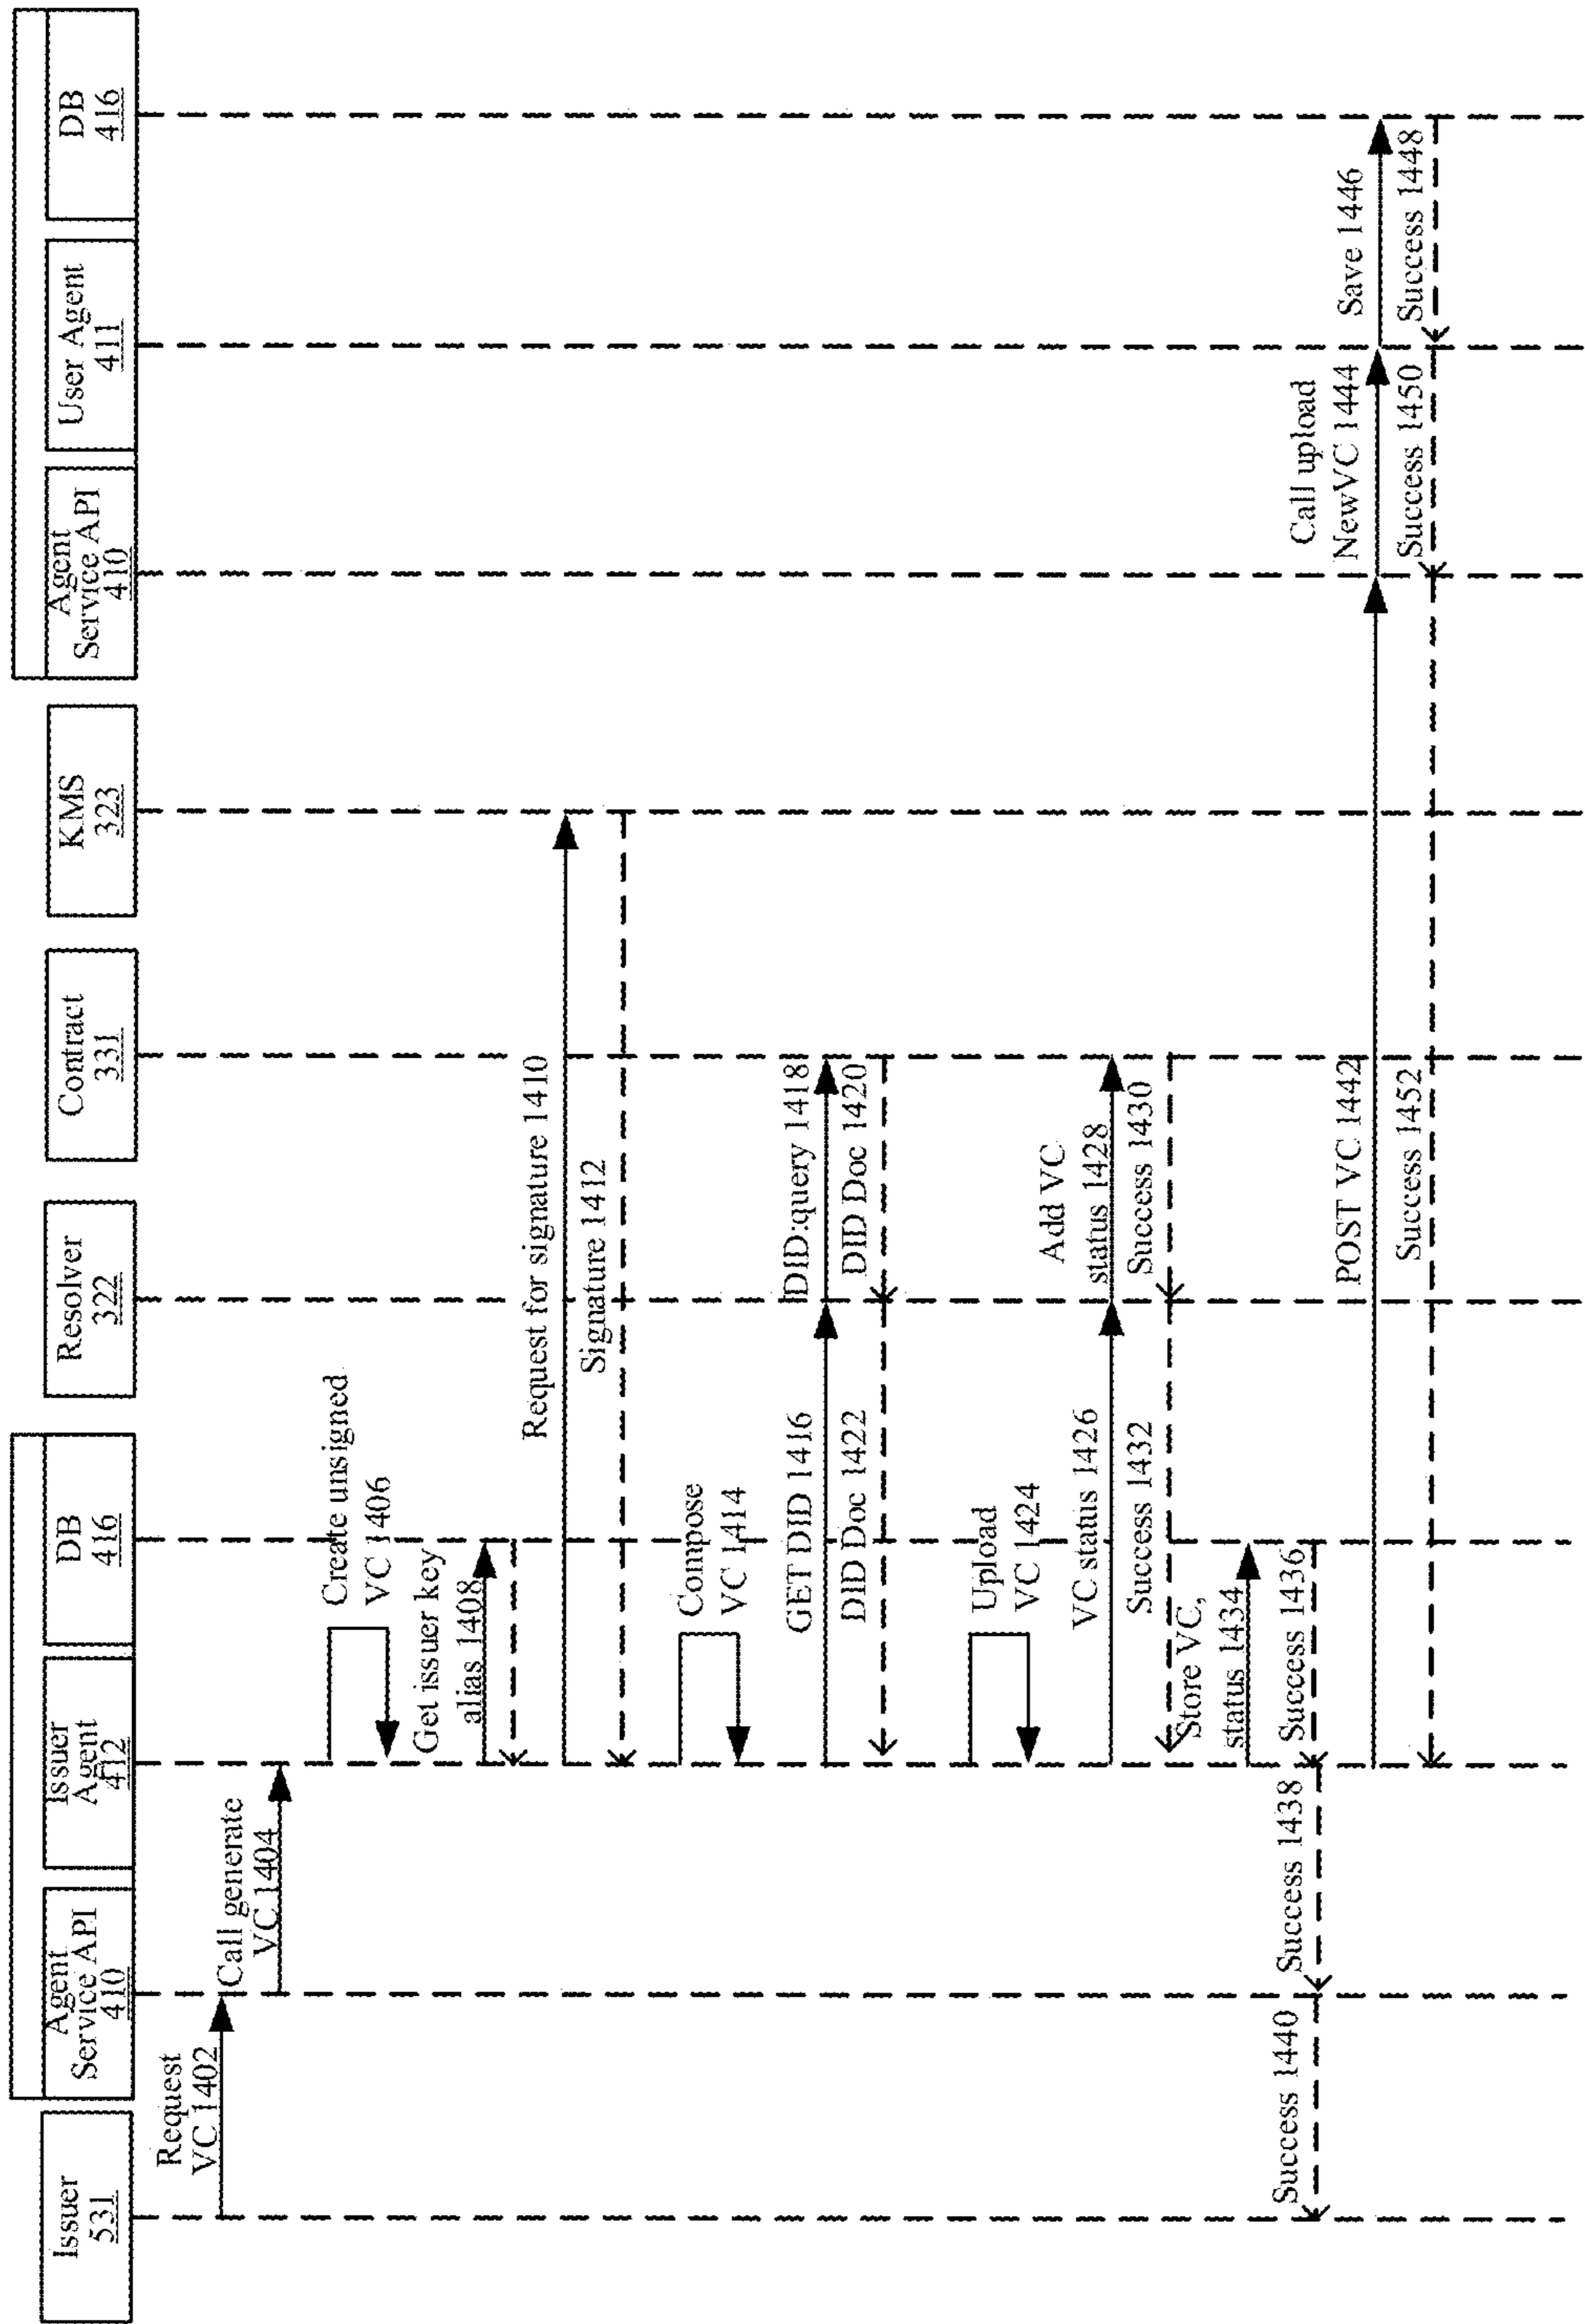 Issuer
531
Agent
Service API
410
Issuer
Agent
412
DB
416
Resolver
322
Contract
331
KMS
323
Agent
Service API
410
User Agent
411
DB
416
Request
VC 1402
Call generate
VC 1404
Create unsigned
VC 1406
Get issuer key
alias 1408
Request for signature 1410
Signature 1412
Compose
VC 1414
GET DID 1416
DID:query 1418
DID Doc 1420
DID Doc 1422
Upload
VC 1424
VC status 1426
Add VC
status 1428
Success 1430
Success 1432
Store VC,
status 1434
Success 1436
Success 1438
Success 1440
POST VC 1442
Call upload
NewVC 1444
Save 1446
Success 1448
Success 1450
Success 1452